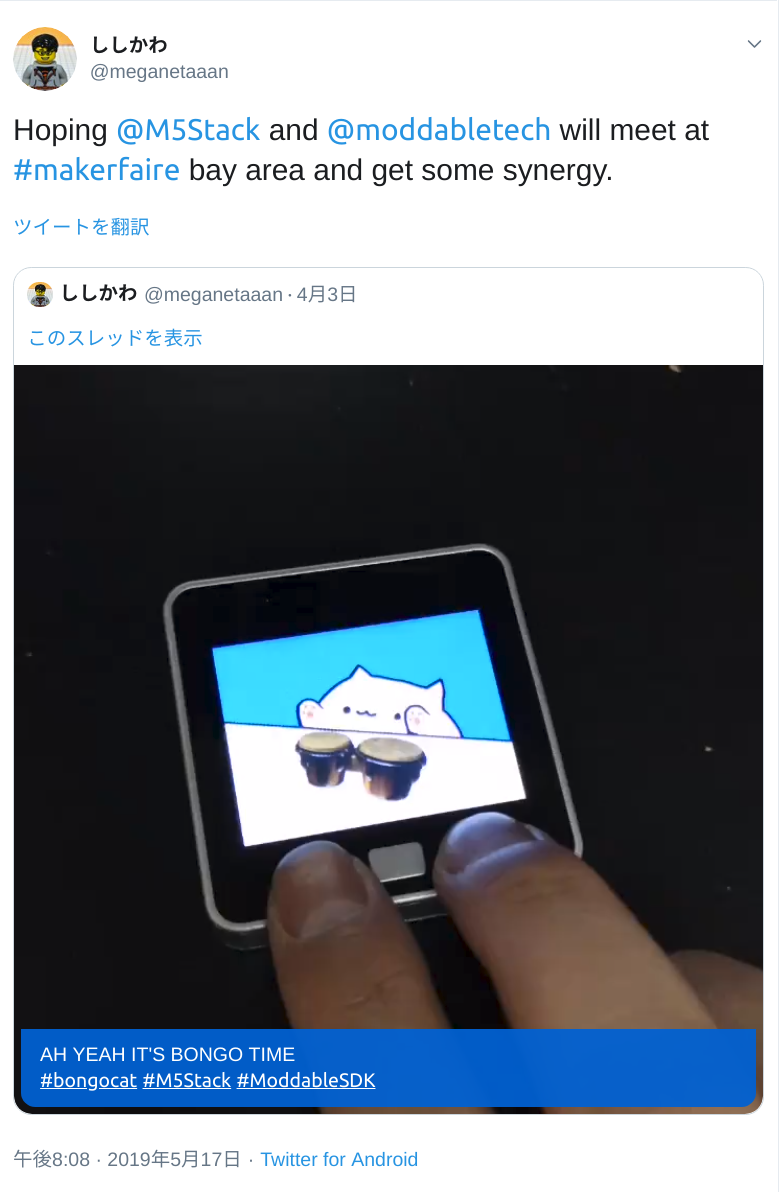 ししかわ
@meganetaaan
Hoping @M5Stack and @moddabletech will meet at
#makerfaire bay area and get some synergy.
ツイートを翻訳
ししかわ @meganetaaan · 4月3日
このスレッドを表示
AH YEAH IT'S BONGO TIME
#bongocat #M5Stack #ModdableSDK
午後8:08 · 2019年5月17日 · Twitter for Android